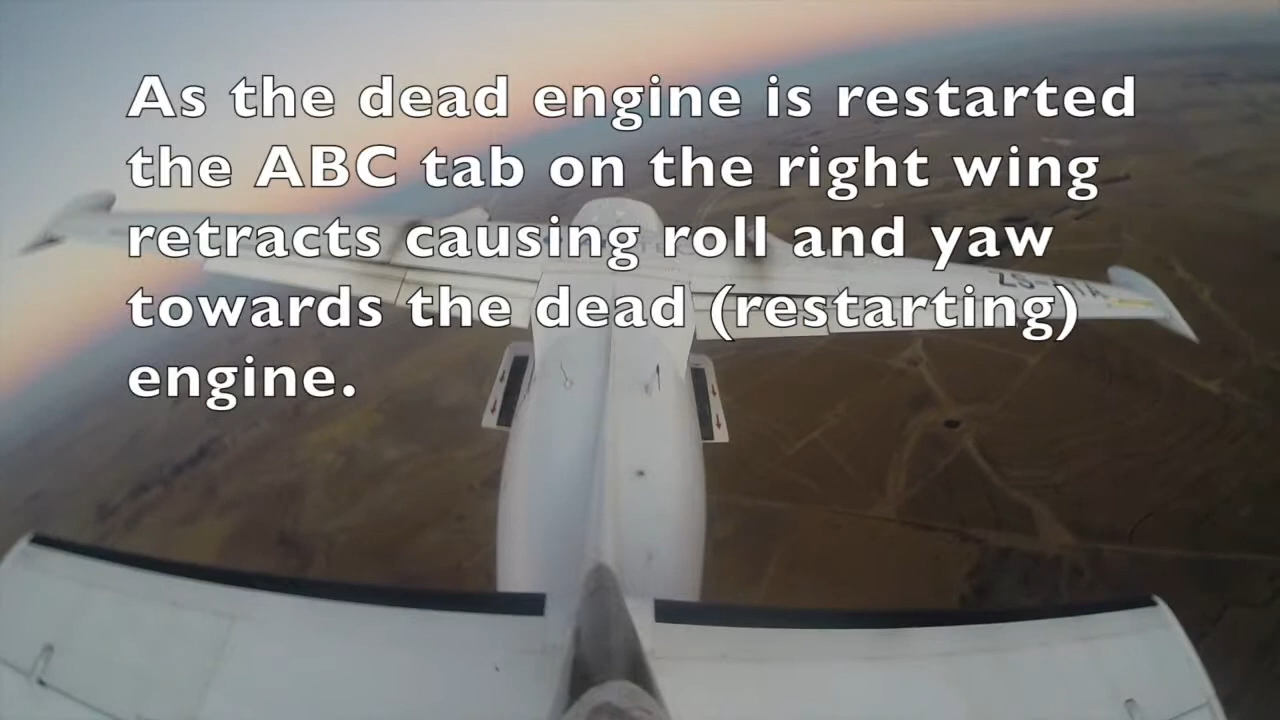 As the dead engine is restarted
the ABC tab on the right wing
retracts causing roll and yaw
towards the dead (restarting)
engine.